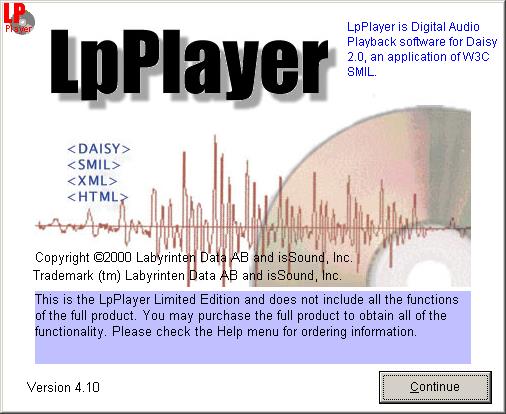 LP
Player
LpPlayer
LpPlayer is Digital Audio
Playback software for Daisy
2.0, an application of W3C
SMIL.
<DAISY>
<SMIL>
<XML>
<HTML>
Copyright ©2000 Labyrinten Data AB and isSound, Inc.
Trademark (tm) Labyrinten Data AB and isSound, Inc.
This is the LpPlayer Limited Edition and does not include all the functions
of the full product. You may purchase the full product to obtain all of the
functionality. Please check the Help menu for ordering information.
Version 4.10
Continue